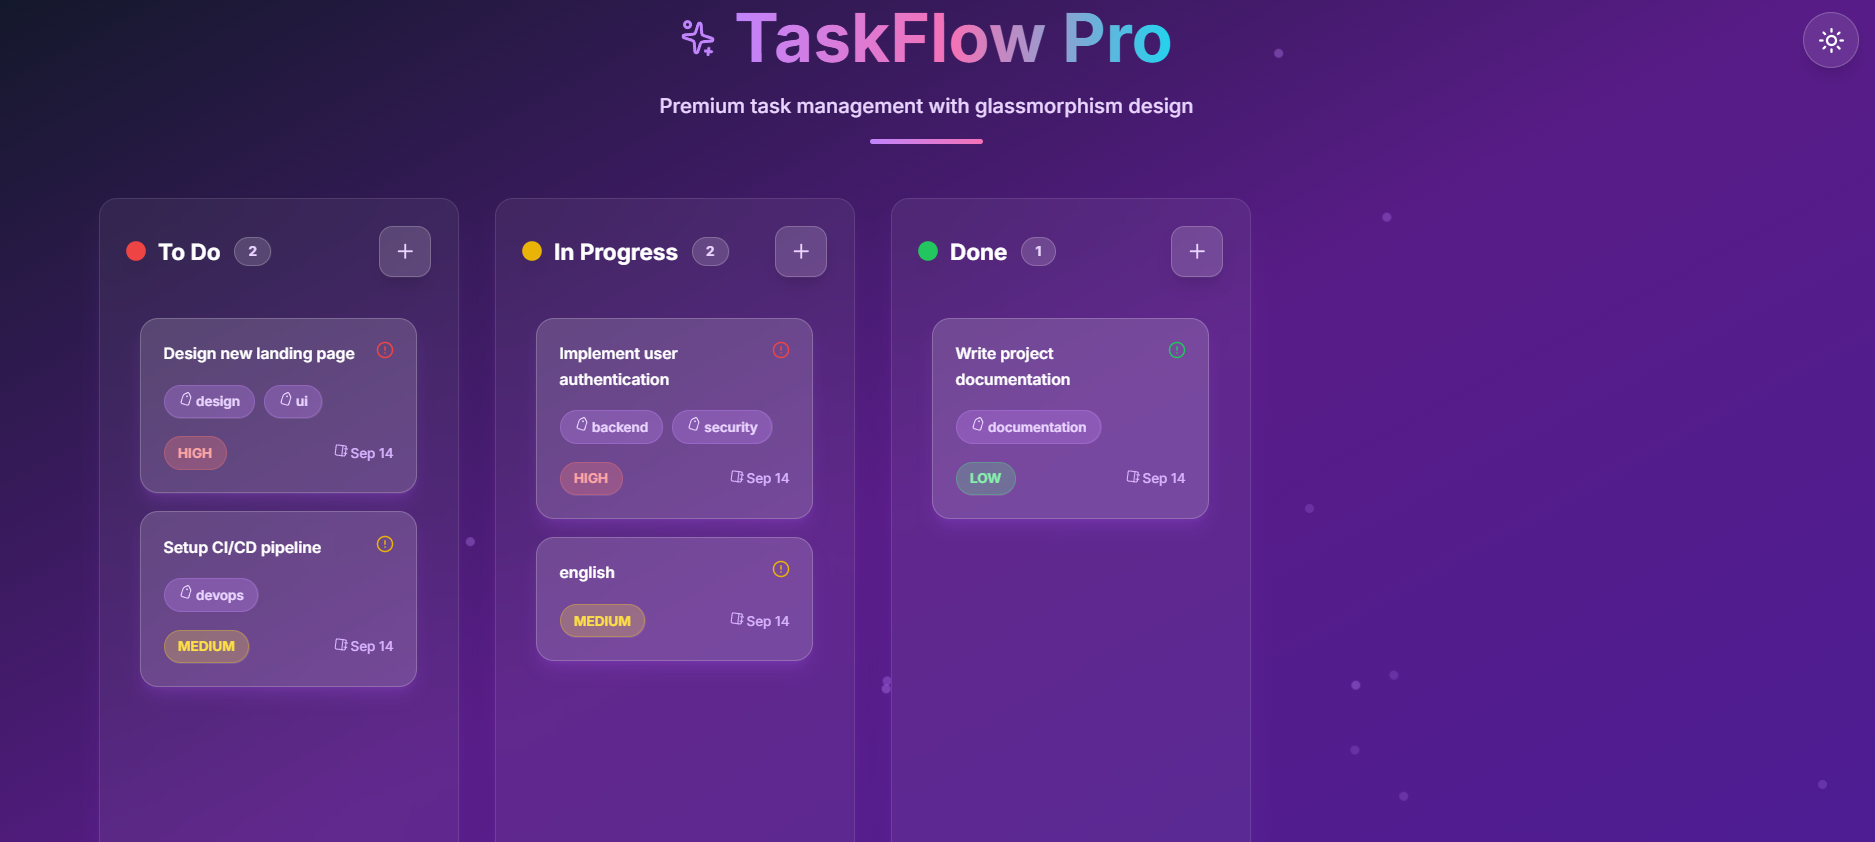 TaskFlow Pro
Premium task management with glassmorphism design
To Do 2
Design new landing page
design ui
HIGH Sep 14
Setup CI/CD pipeline
devops
MEDIUM Sep 14
In Progress 2
Implement user
authentication
backend security
HIGH Sep 14
english
MEDIUM Sep 14
Done 1
Write project
documentation
documentation
LOW Sep 14